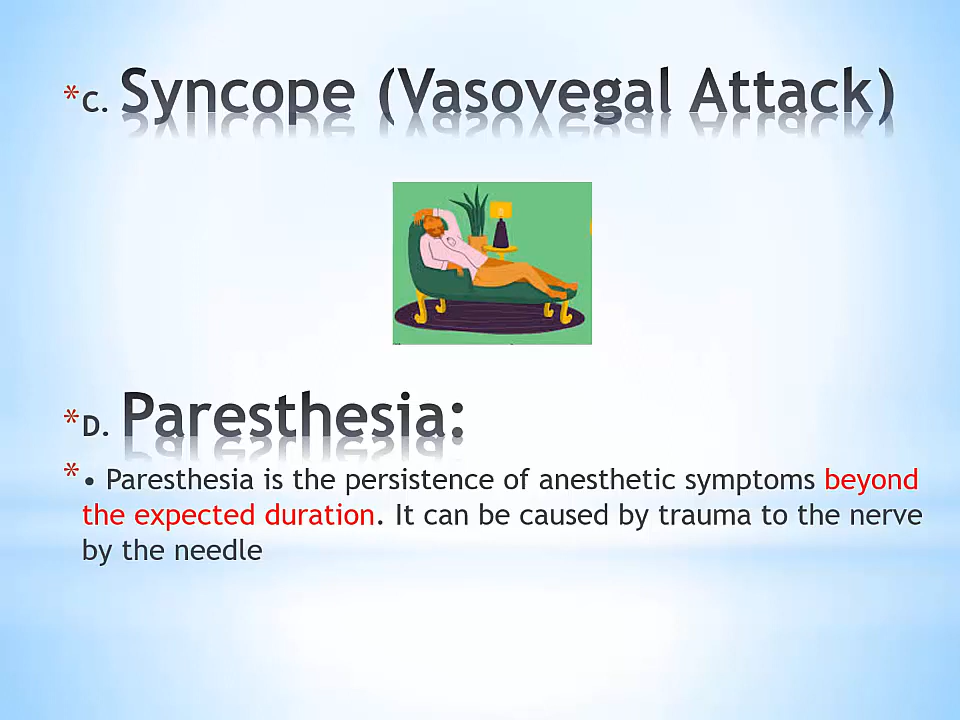 *C. Syncope (Vasovegal Attack)
*D. Paresthesia:
* • Paresthesia is the persistence of anesthetic symptoms beyond
the expected duration. It can be caused by trauma to the nerve
by the needle